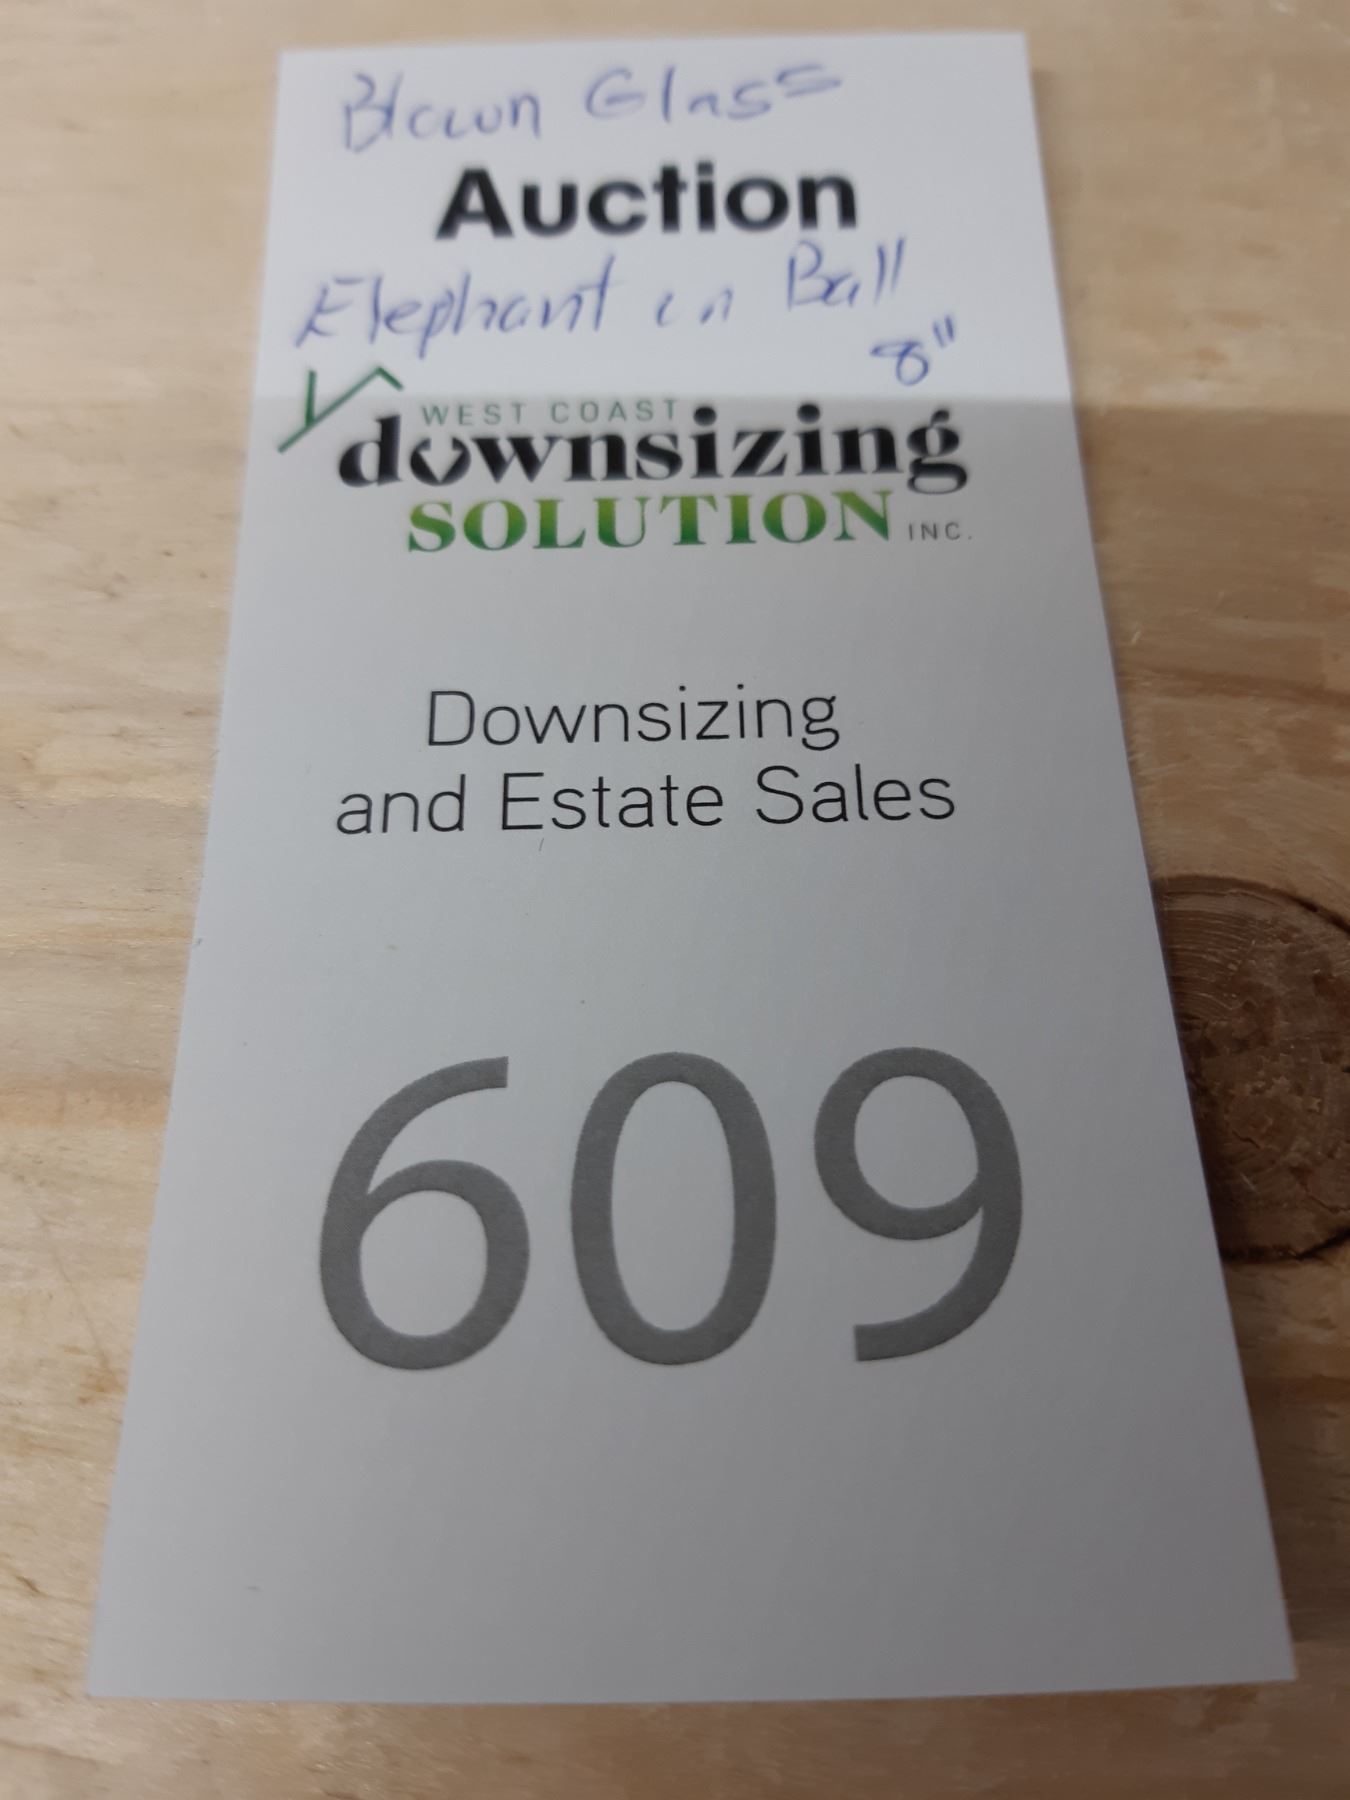 Blown Glass
Auction
Elephant in Ball
8"
WEST COAST
downsizing
SOLUTION INC.
Downsizing
and Estate Sales
609